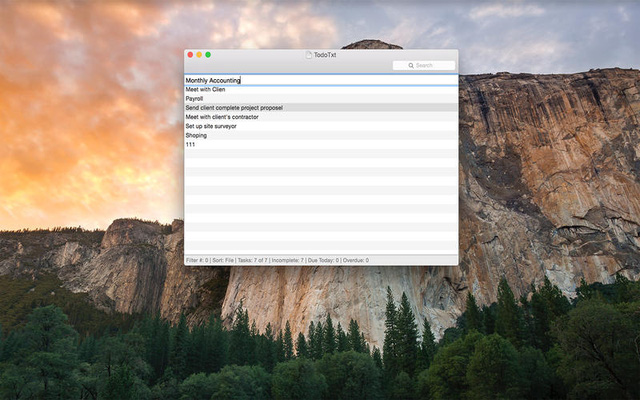 TodoTxt
Search
Monthly Accounting
Meet with Clien
Payroll
Send client complete project proposel
Meet with client's contractor
Set up site surveyor
Shoping
111
Filter #: 0 | Sort: File | Tasks: 7 of 7 | Incomplete: 7 | Due Today: 0 | Overdue: 0